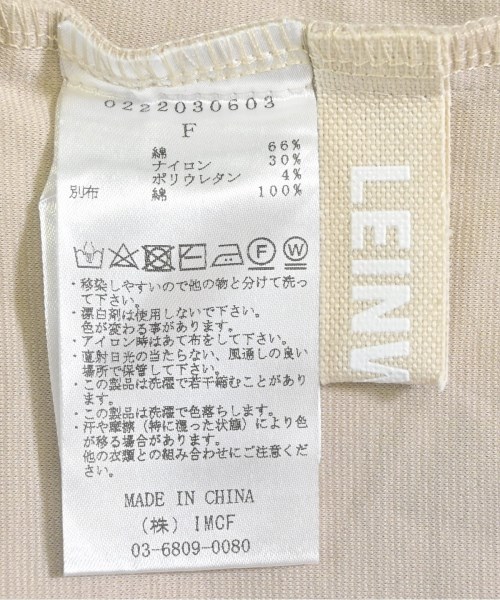 0222030603
F
綿 66%
ナイロン 30%
ポリウレタン 4%
別布 綿 100%
F W
・移染しやすいので他の物と分けて洗っ
て下さい。
・漂白剤は使用しないで下さい。
色が変わる事があります。
・アイロン時はあて布をして下さい。
・直射日光の当たらない、風通しの良い
場所で保管して下さい。
・この製品は洗濯で若干縮むことがあり
ます。
・この製品は洗濯で色落ちします。
・汗や摩擦（特に湿った状態）により色
が移る場合があります。
他の衣類との組み合わせにご注意くだ
さい。
MADE IN CHINA
(株) IMCF
03-6809-0080
LEINW